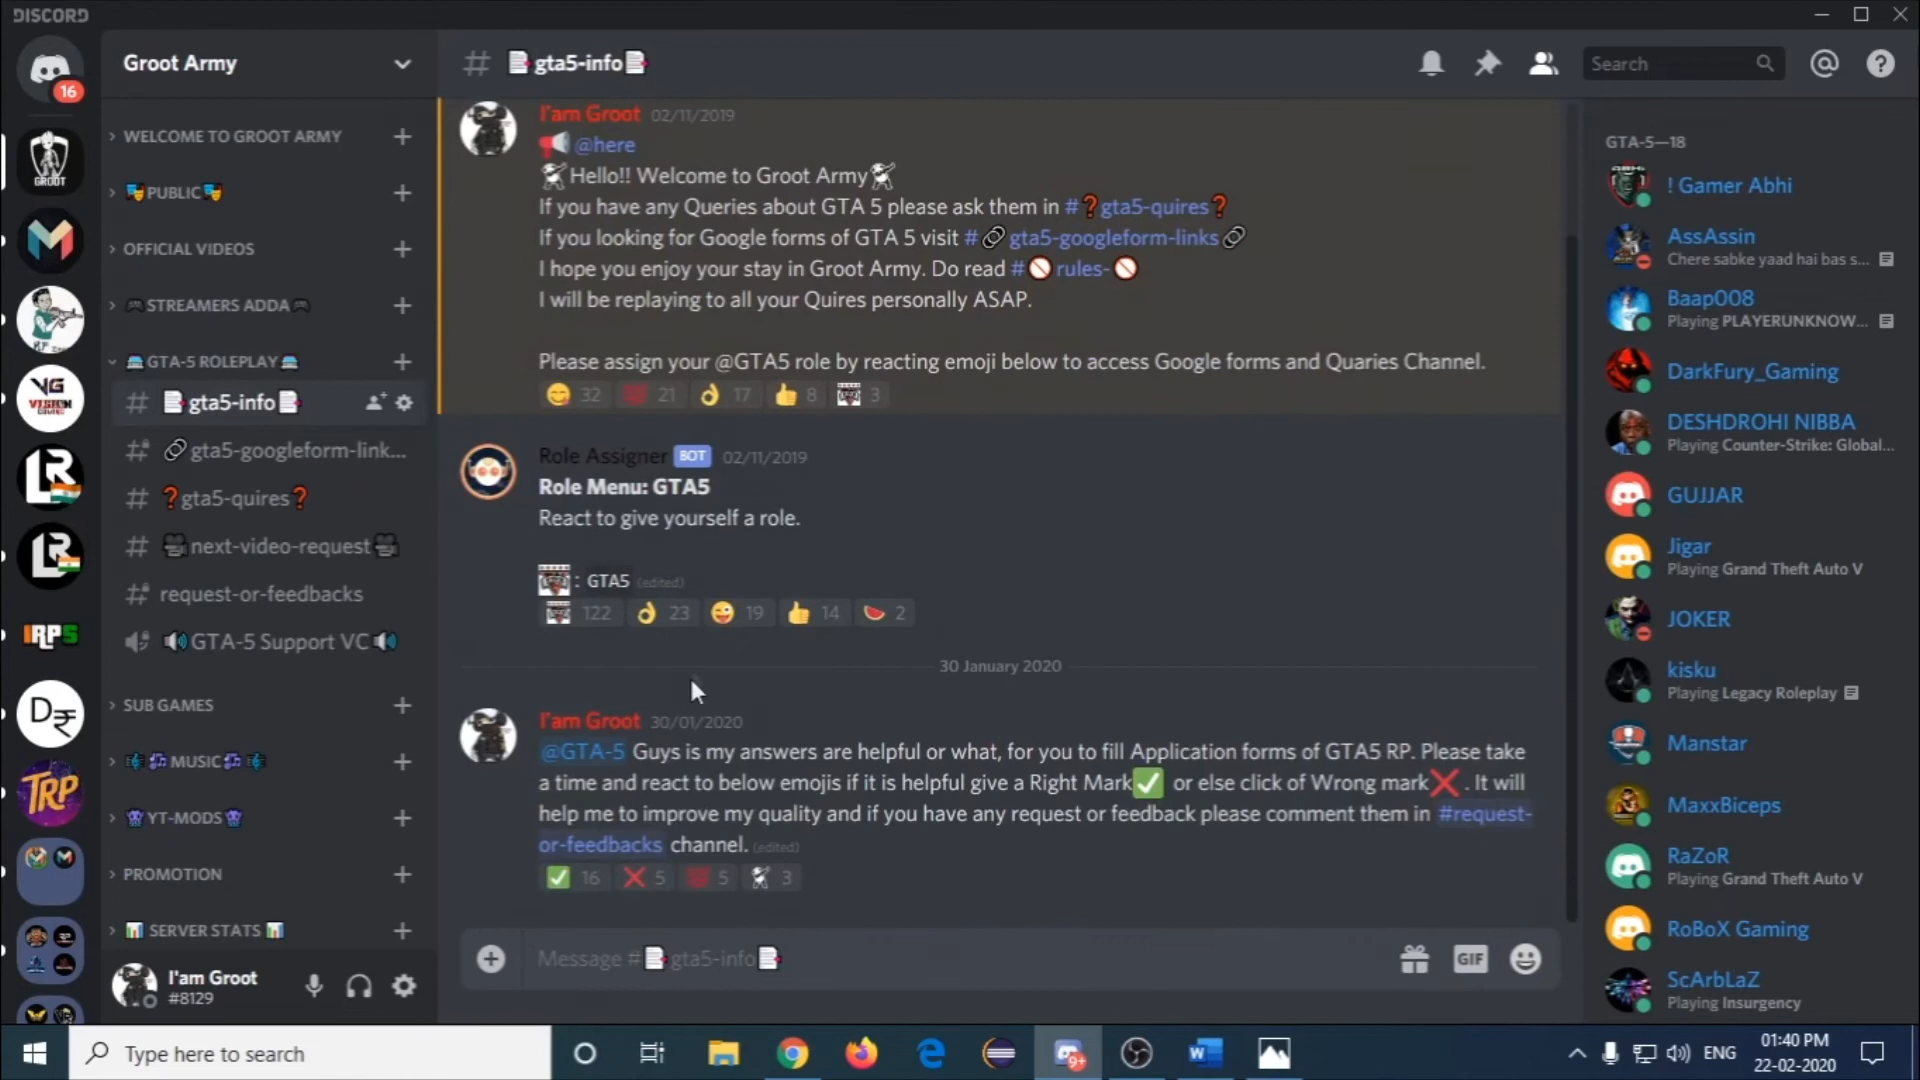 DISCORD
16
GROOT
VG
VISION
LR
LR
IRP5
D₹
TRP
Groot Army
WELCOME TO GROOT ARMY
PUBLIC
OFFICIAL VIDEOS
STREAMERS ADDA
GTA-5 ROLEPLAY
gta5-info
gta5-googleform-link...
❓gta5-quires❓
next-video-request
request-or-feedbacks
GTA-5 Support VC
SUB GAMES
MUSIC
YT-MODS
PROMOTION
SERVER STATS
I'am Groot
#8129
# gta5-info
Search
I'am Groot 02/11/2019
@here
Hello!! Welcome to Groot Army
If you have any Queries about GTA 5 please ask them in #❓gta5-quires❓
If you looking for Google forms of GTA 5 visit #🔗gta5-googleform-links🔗
I hope you enjoy your stay in Groot Army. Do read #🚫rules-🚫
I will be replaying to all your Quires personally ASAP.
Please assign your @GTA5 role by reacting emoji below to access Google forms and Quaries Channel.
😋 32 💯 21 👌 17 👍 8 3
Role Assigner BOT 02/11/2019
Role Menu: GTA5
React to give yourself a role.
: GTA5 (edited)
122 👌 23 😜 19 👍 14 🍉 2
30 January 2020
I'am Groot 30/01/2020
@GTA-5 Guys is my answers are helpful or what, for you to fill Application forms of GTA5 RP. Please take
a time and react to below emojis if it is helpful give a Right Mark✅ or else click of Wrong mark❌. It will
help me to improve my quality and if you have any request or feedback please comment them in #request-
or-feedbacks channel. (edited)
✅ 16 ❌ 5 💯 5 3
Message # gta5-info
GIF
GTA-5—18
! Gamer Abhi
AssAssin
Chere sabke yaad hai bas s...
Baap008
Playing PLAYERUNKNOW...
DarkFury_Gaming
DESHDROHI NIBBA
Playing Counter-Strike: Global...
GUJJAR
Jigar
Playing Grand Theft Auto V
JOKER
kisku
Playing Legacy Roleplay
Manstar
MaxxBiceps
RaZoR
Playing Grand Theft Auto V
RoBoX Gaming
ScArbLaZ
Playing Insurgency
Type here to search
9+
ENG
01:40 PM
22-02-2020